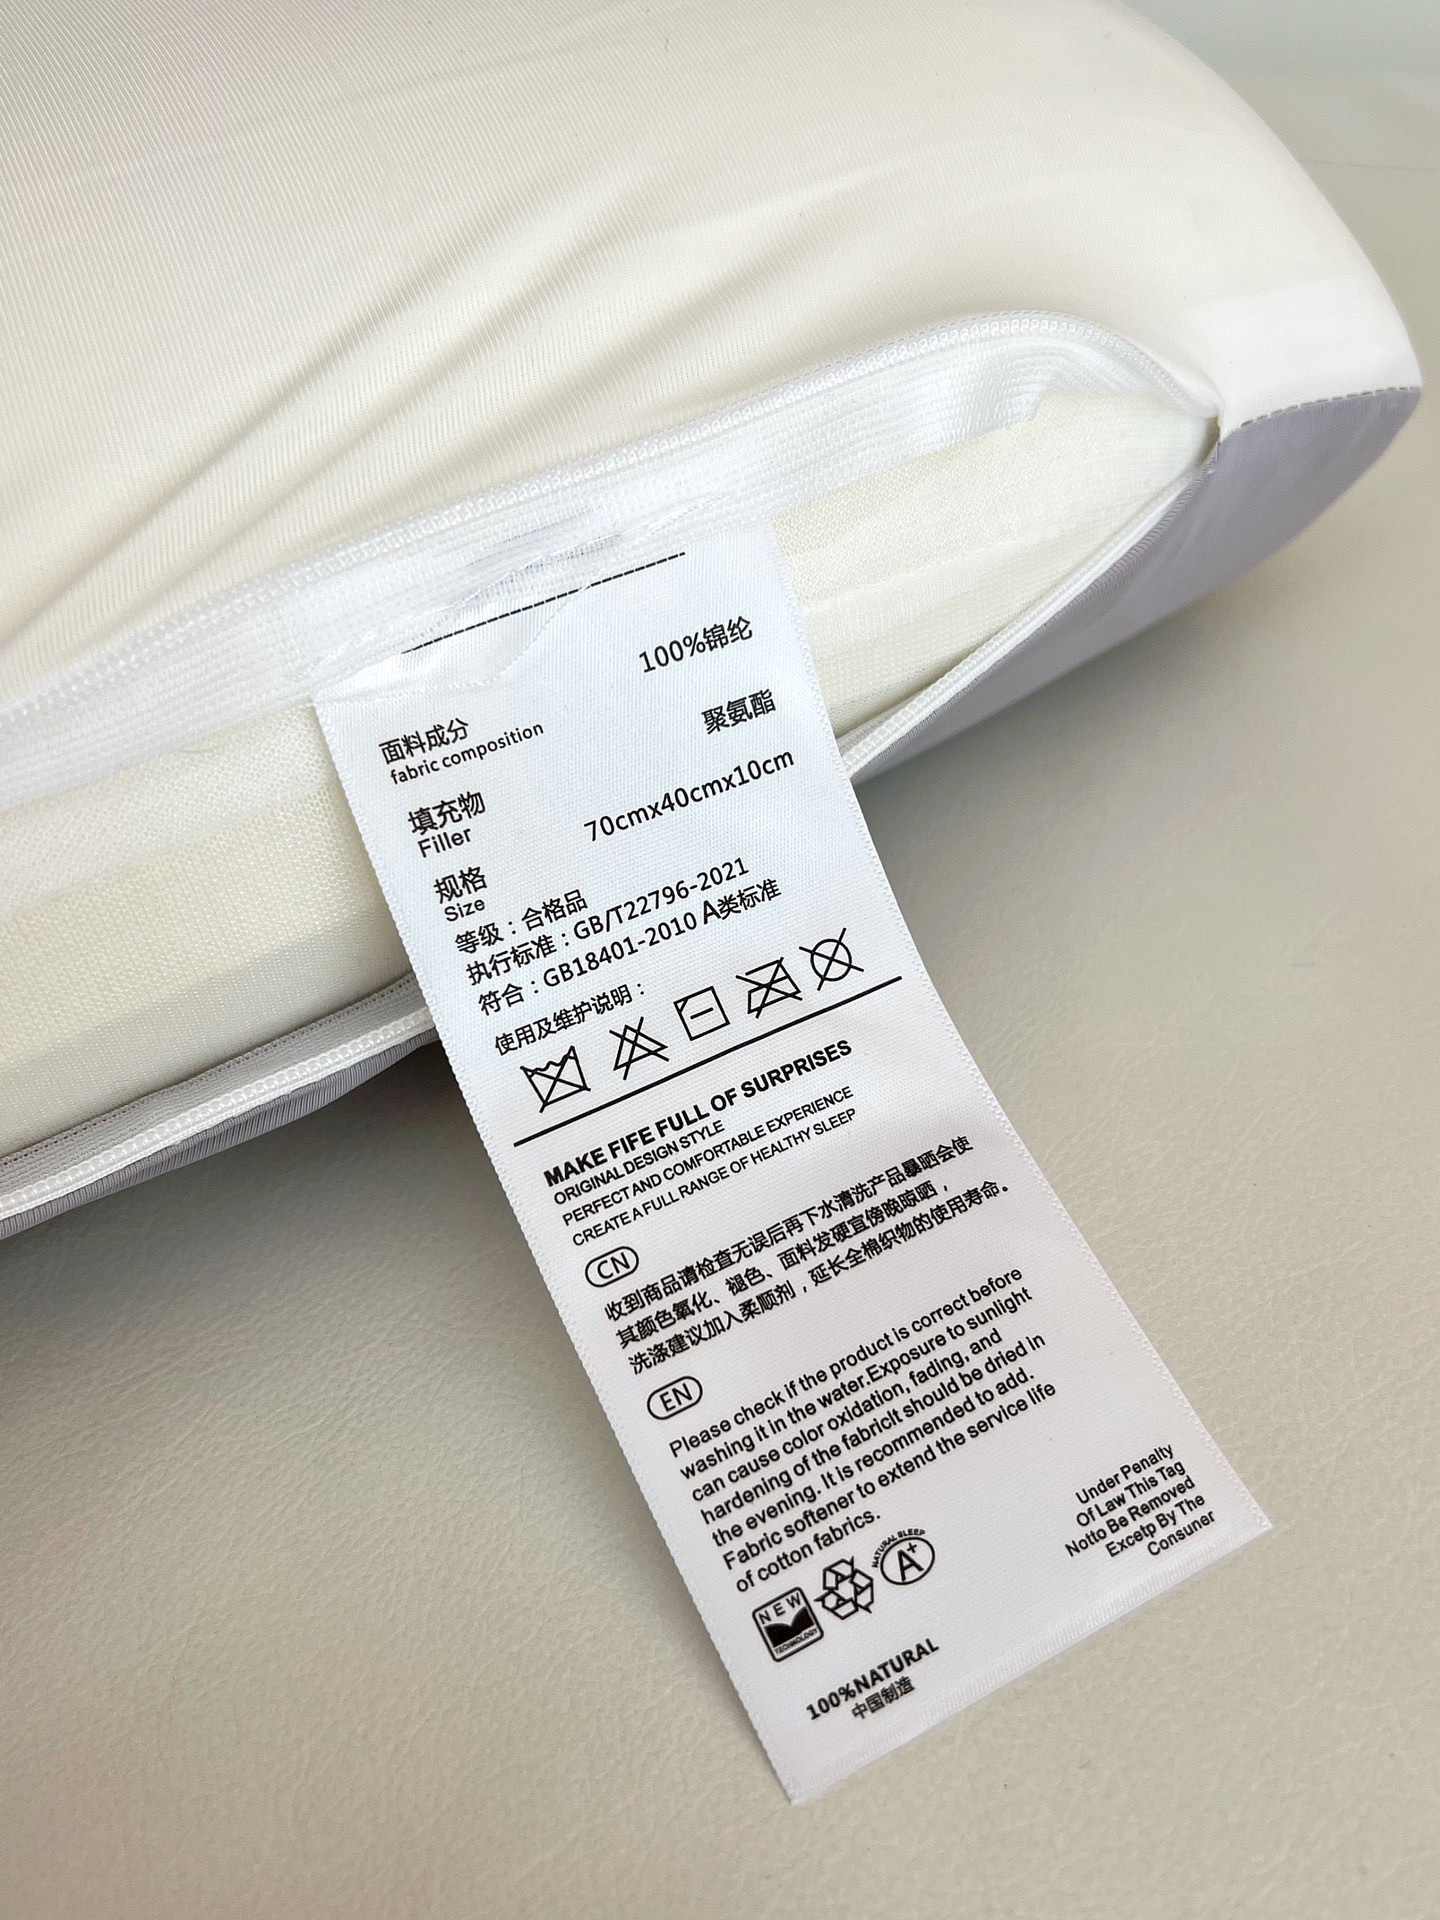 100%锦纶
面料成分
fabric composition
聚氨酯
填充物
Filler
70cmx40cmx10cm
规格
Size
等级：合格品
执行标准：GB/T22796-2021
符合：GB18401-2010 A类标准
使用及维护说明：
MAKE FIFE FULL OF SURPRISES
ORIGINAL DESIGN STYLE
PERFECT AND COMFORTABLE EXPERIENCE
CREATE A FULL RANGE OF HEALTHY SLEEP
CN
收到商品请检查无误后再下水清洗产品暴晒会使
其颜色氧化、褪色、面料发硬宜傍晚晾晒，
洗涤建议加入柔顺剂，延长全棉织物的使用寿命。
EN
Please check if the product is correct before
washing it in the water.Exposure to sunlight
can cause color oxidation, fading, and
hardening of the fabricIt should be dried in
the evening. It is recommended to add.
Fabric softener to extend the service life
of cotton fabrics.
Under Penalty
Of Law This Tag
Notto Be Removed
Excetp By The
Consuner
NEW
TECHNOLOGY
NATURAL SLEEP
A+
100%NATURAL
中国制造